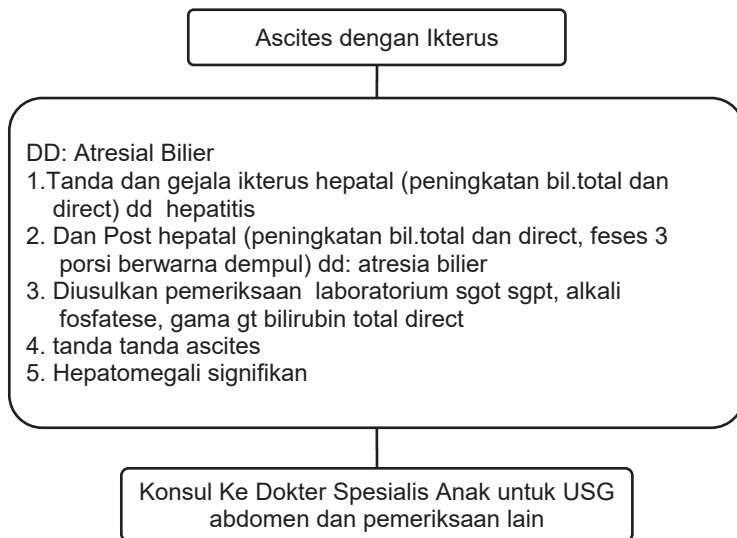 Ascites dengan Ikterus
DD: Atresial Bilier
1.Tanda dan gejala ikterus hepatal (peningkatan bil.total dan
direct) dd hepatitis
2. Dan Post hepatal (peningkatan bil.total dan direct, feses 3
porsi berwarna dempul) dd: atresia bilier
3. Diusulkan pemeriksaan laboratorium sgot sgpt, alkali
fosfatese, gama gt bilirubin total direct
4. tanda tanda ascites
5. Hepatomegali signifikan
Konsul Ke Dokter Spesialis Anak untuk USG
abdomen dan pemeriksaan lain